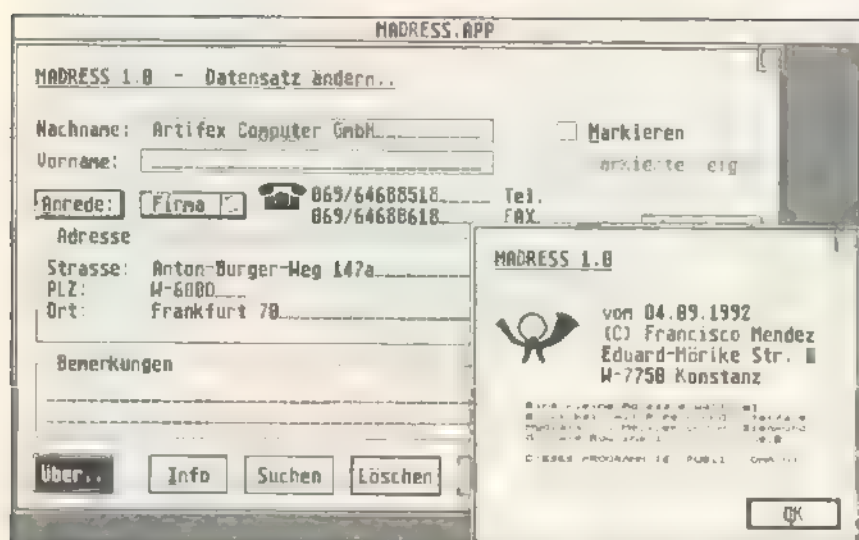 MADRESS.APP
MADRESS 1.0 - Datensatz ändern..
Nachname: Artifex Computer GmbH
Markieren
Vorname:
Anrede: Firma 069/64688518 Tel.
069/64688618 FAX
Adresse
Strasse: Anton-Burger-Weg 147a
PLZ: W-6000
Ort: Frankfurt 70
Bemerkungen
Über.. Info Suchen Löschen
MADRESS 1.0
vom 04.09.1992
(C) Francisco Mendez
Eduard-Mörike Str.
W-7750 Konstanz
OK